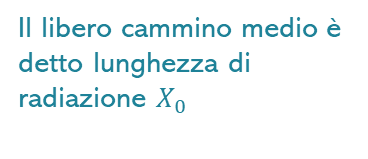 Il libero cammino medio è
detto lunghezza di
radiazione X₀